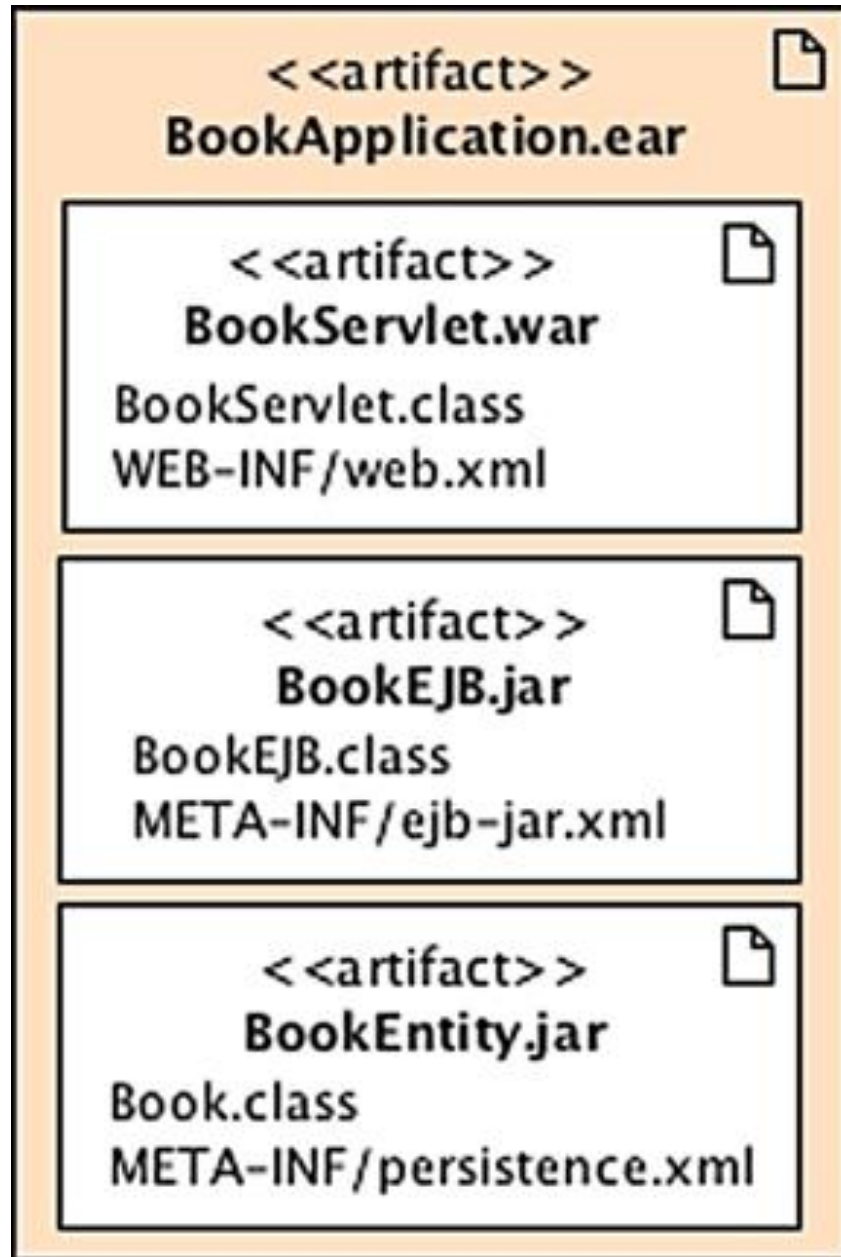 <<artifact>>
BookApplication.ear
<<artifact>>
BookServlet.war
BookServlet.class
WEB-INF/web.xml
<<artifact>>
BookEJB.jar
BookEJB.class
META-INF/ejb-jar.xml
<<artifact>>
BookEntity.jar
Book.class
META-INF/persistence.xml